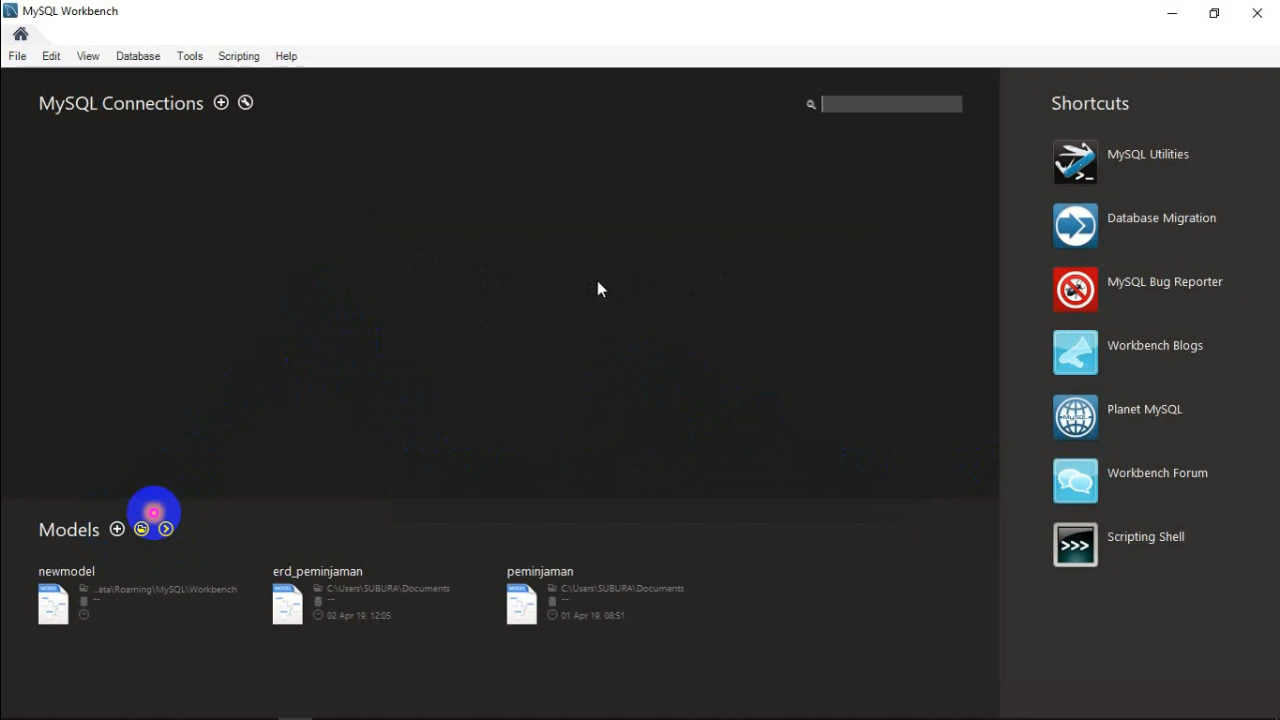 MySQL Workbench
File Edit View Database Tools Scripting Help
MySQL Connections
Shortcuts
MySQL Utilities
Database Migration
MySQL Bug Reporter
Workbench Blogs
Planet MySQL
Workbench Forum
Scripting Shell
Models
newmodel
..ata\Roaming\MySQL\Workbench
--
erd_peminjaman
C:\Users\SUBURA\Documents
--
02 Apr 19, 12:05
peminjaman
C:\Users\SUBURA\Documents
--
01 Apr 19, 08:51